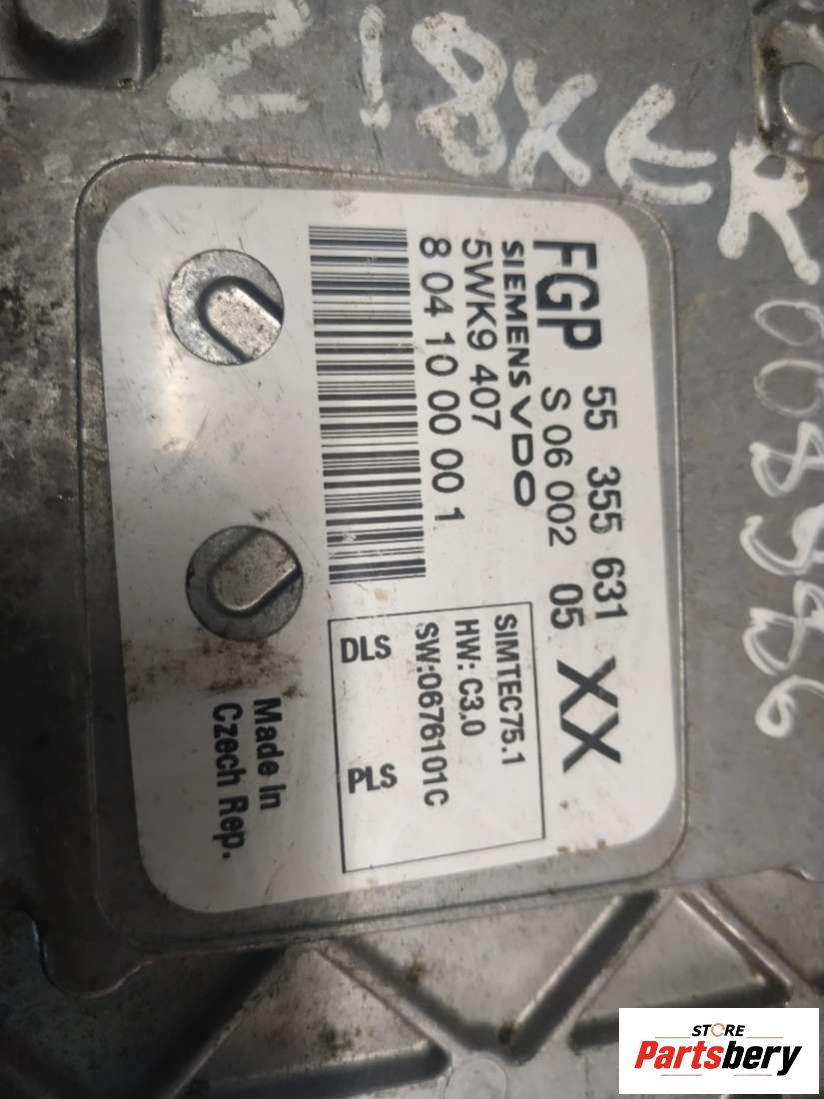 Z18XER
008986
FGP 55 355 631 XX
S 06 002 05
SIEMENS VDO
5WK9 407
8 04 10 00 00 1
SIMTEC75.1
HW: C3.0
SW:0676101C
DLS PLS
Made In
Czech Rep.
STORE
Partsbery